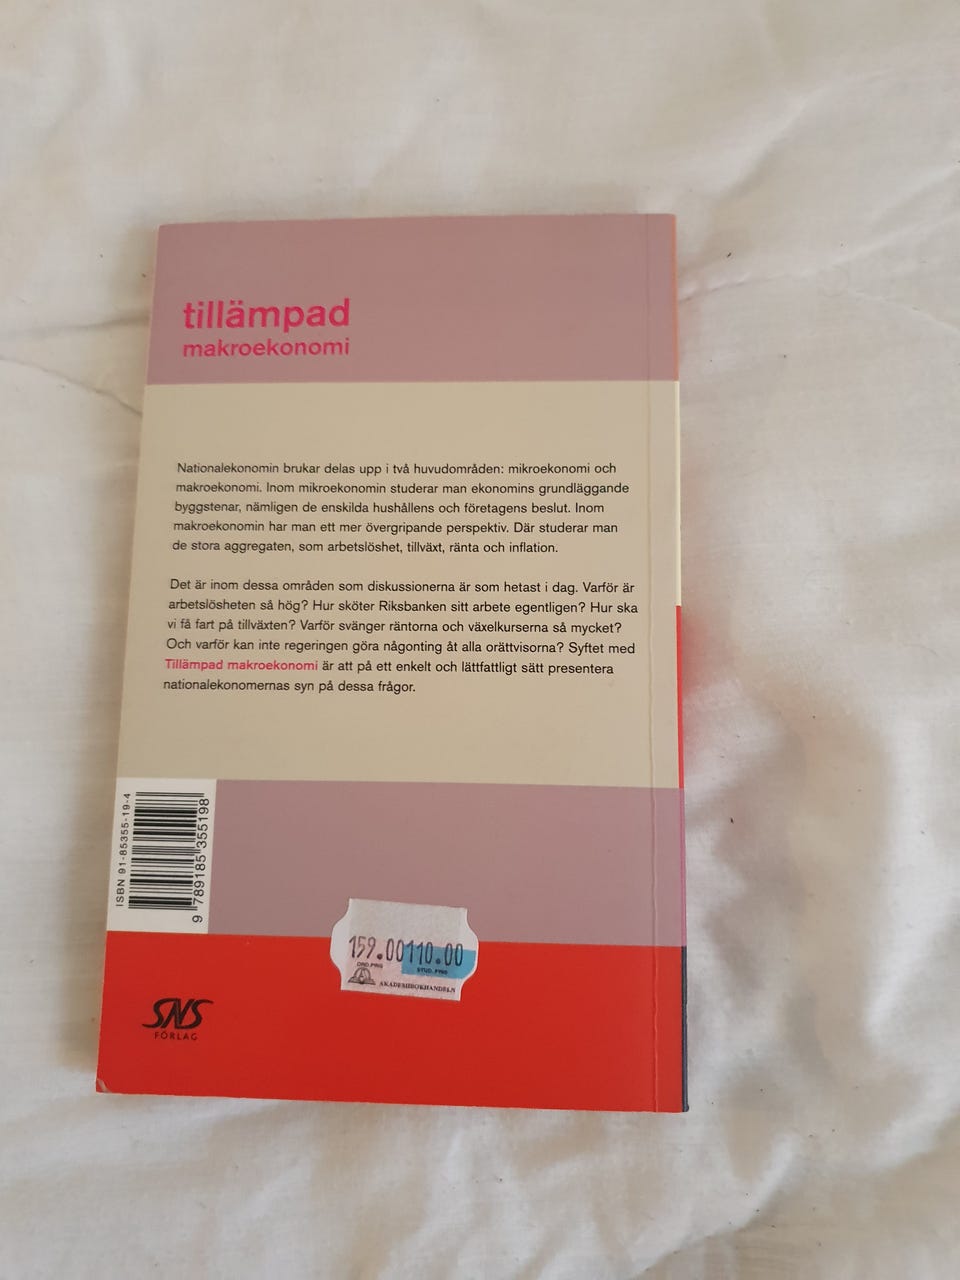 tillämpad
makroekonomi
Nationalekonomin brukar delas upp i två huvudområden: mikroekonomi och
makroekonomi. Inom mikroekonomin studerar man ekonomins grundläggande
byggstenar, nämligen de enskilda hushållens och företagens beslut. Inom
makroekonomin har man ett mer övergripande perspektiv. Där studerar man
de stora aggregaten, som arbetslöshet, tillväxt, ränta och inflation.
Det är inom dessa områden som diskussionerna är som hetast i dag. Varför är
arbetslösheten så hög? Hur sköter Riksbanken sitt arbete egentligen? Hur ska
vi få fart på tillväxten? Varför svänger räntorna och växelkurserna så mycket?
Och varför kan inte regeringen göra någonting åt alla orättvisorna? Syftet med
Tillämpad makroekonomi är att på ett enkelt och lättfattligt sätt presentera
nationalekonomernas syn på dessa frågor.
ISBN 91-85355-19-4
9 789185 355198
159.00 110.00
ORD.PRIS STUD. PRIS
AKADEMIBOKHANDELN
SNS
FÖRLAG